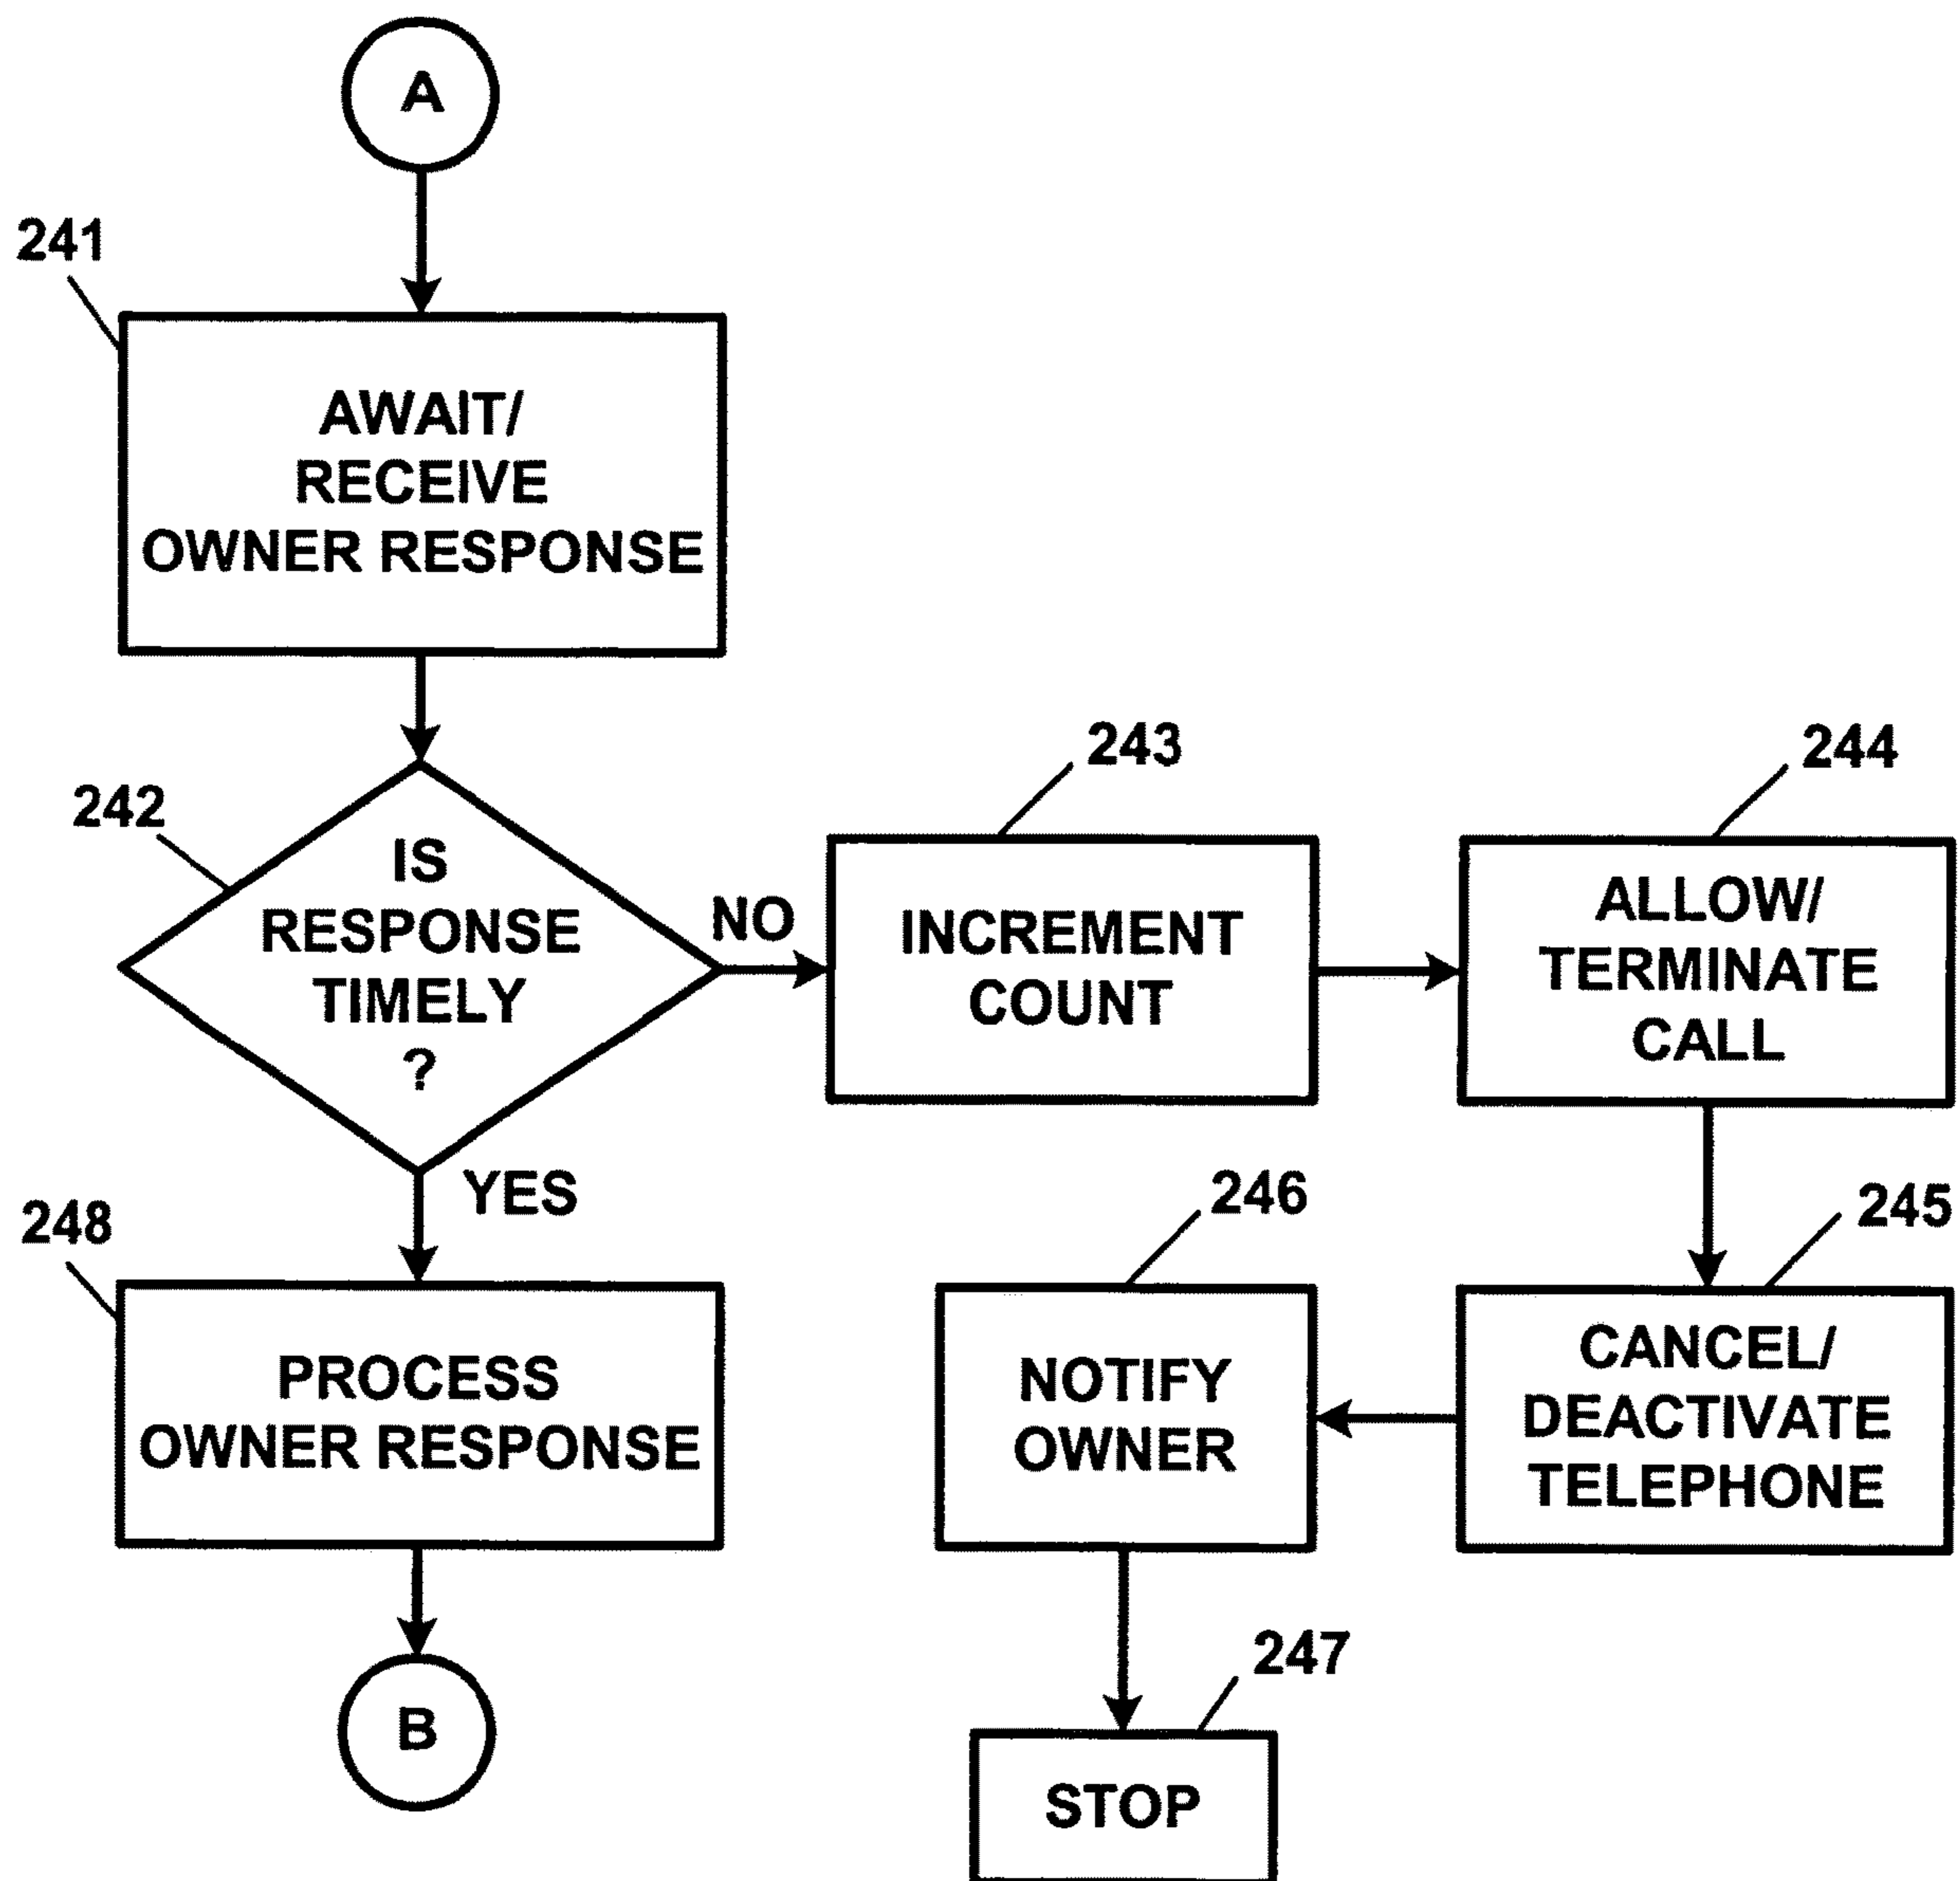 A
241
AWAIT/
RECEIVE
OWNER RESPONSE
242
IS
RESPONSE
TIMELY
?
NO
243
INCREMENT
COUNT
244
ALLOW/
TERMINATE
CALL
YES
248
PROCESS
OWNER RESPONSE
246
NOTIFY
OWNER
245
CANCEL/
DEACTIVATE
TELEPHONE
B
247
STOP